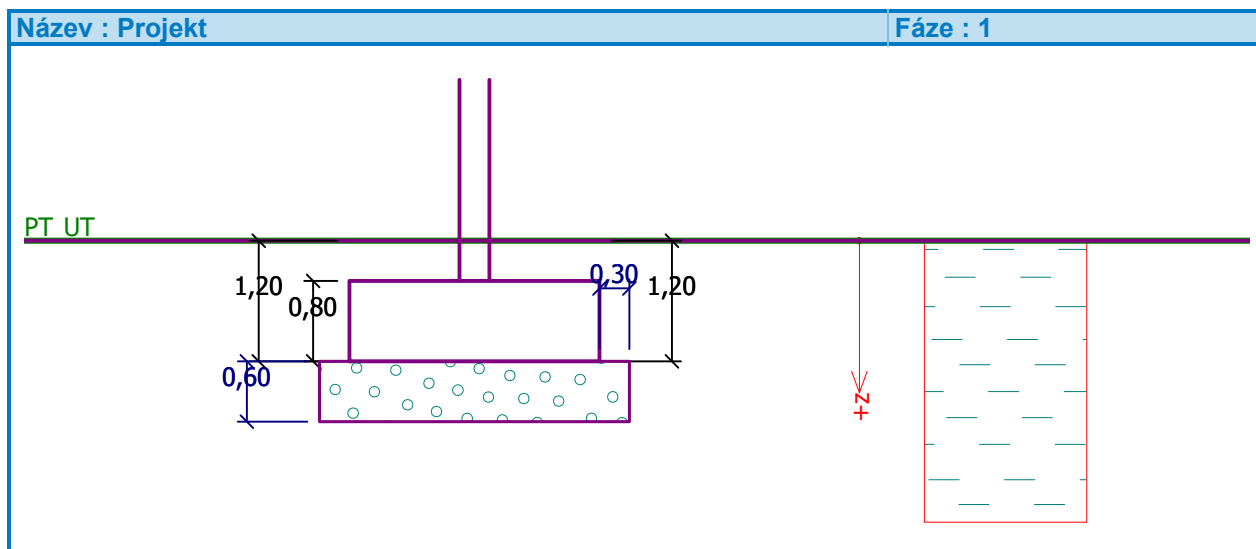 Název : Projekt
Fáze : 1
PT UT
1,20
0,80
0,30
1,20
0,60
+z